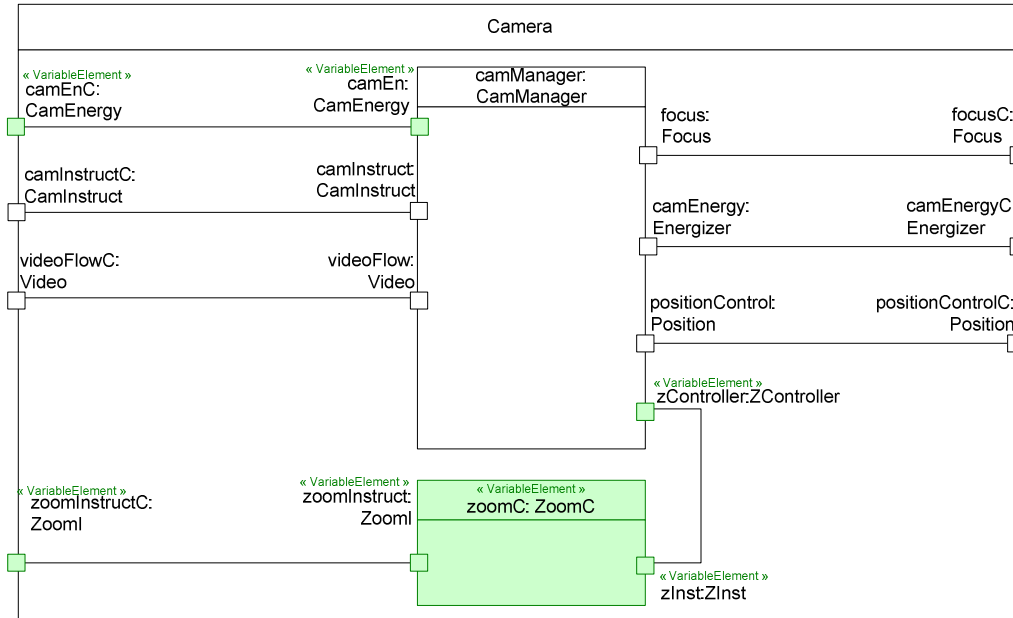 Camera
« VariableElement »
camEnC:
CamEnergy
« VariableElement »
camEn:
CamEnergy
camManager:
CamManager
focus:
Focus
focusC:
Focus
camInstructC:
CamInstruct
camInstruct:
CamInstruct
camEnergy:
Energizer
camEnergyC
Energizer
videoFlowC:
Video
videoFlow:
Video
positionControl:
Position
positionControlC:
Position
« VariableElement »
zController:ZController
« VariableElement »
zoomInstructC:
ZoomI
« VariableElement »
zoomInstruct:
ZoomI
« VariableElement »
zoomC: ZoomC
« VariableElement »
zInst:ZInst